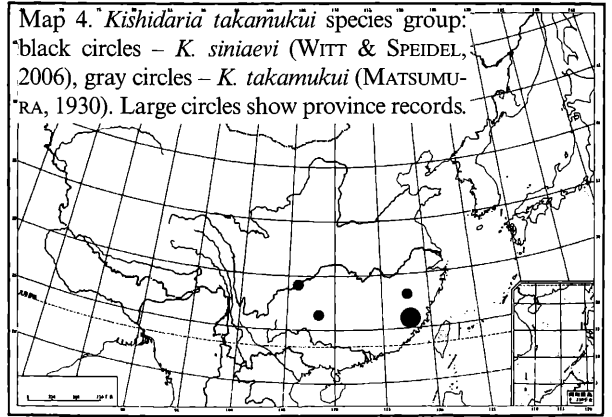 Map 4. Kishidaria takamukui species group:
black circles – K. siniaevi (WITT & SPEIDEL,
2006), gray circles – K. takamukui (MATSUMU-
RA, 1930). Large circles show province records.